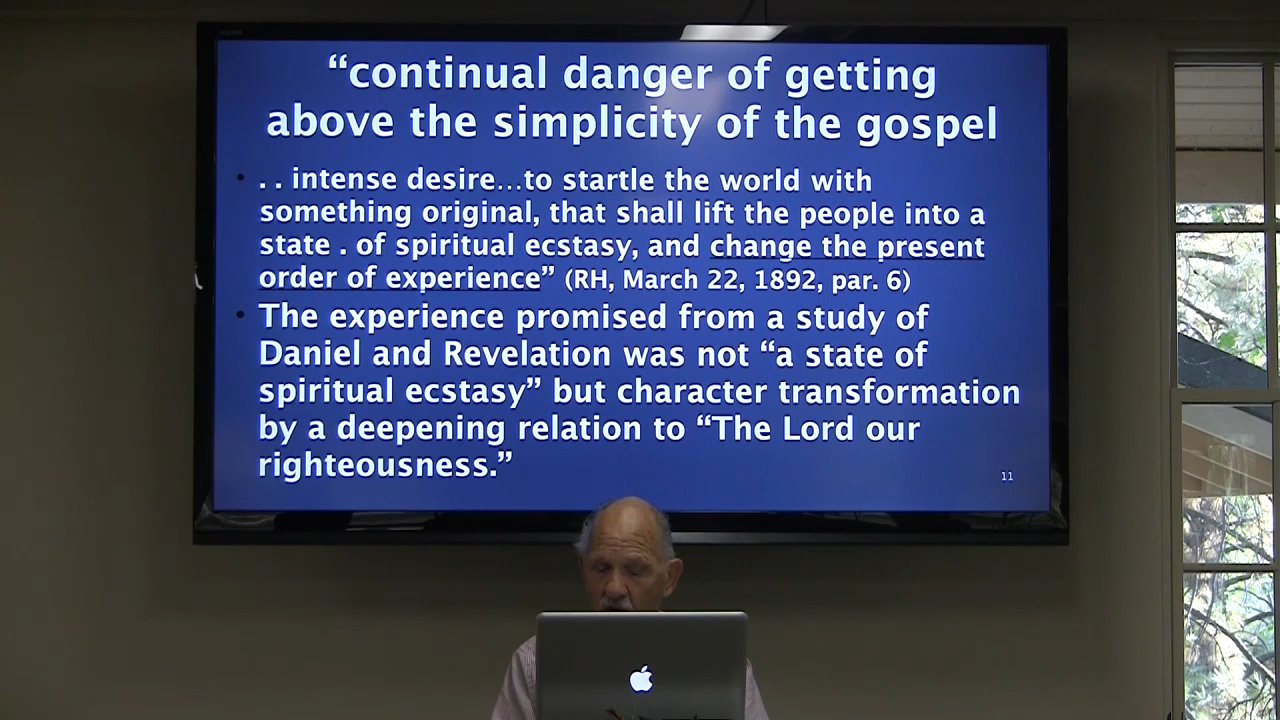 “continual danger of getting
above the simplicity of the gospel
• . . intense desire...to startle the world with
something original, that shall lift the people into a
state . of spiritual ecstasy, and change the present
order of experience” (RH, March 22, 1892, par. 6)
• The experience promised from a study of
Daniel and Revelation was not “a state of
spiritual ecstasy” but character transformation
by a deepening relation to “The Lord our
righteousness.”
11